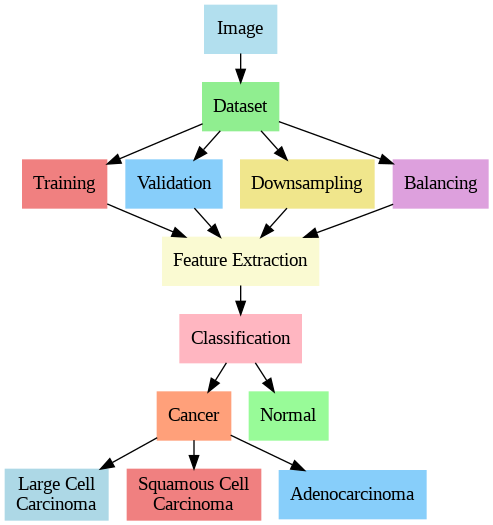 Image
Dataset
Training
Validation
Downsampling
Balancing
Feature Extraction
Classification
Cancer
Normal
Large Cell
Carcinoma
Squamous Cell
Carcinoma
Adenocarcinoma